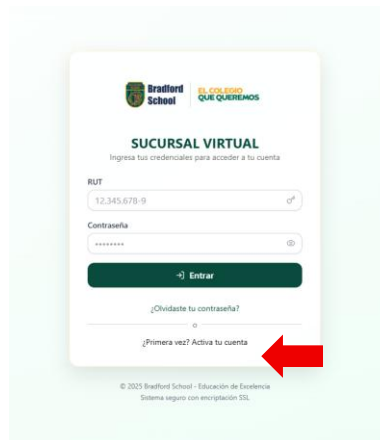 Bradford
School
EL COLEGIO
QUE QUEREMOS
SUCURSAL VIRTUAL
Ingresa tus credenciales para acceder a tu cuenta
RUT
12.345.678-9
Contraseña
••••••••
Entrar
¿Olvidaste tu contraseña?
o
¿Primera vez? Activa tu cuenta
© 2025 Bradford School - Educación de Excelencia
Sistema seguro con encriptación SSL